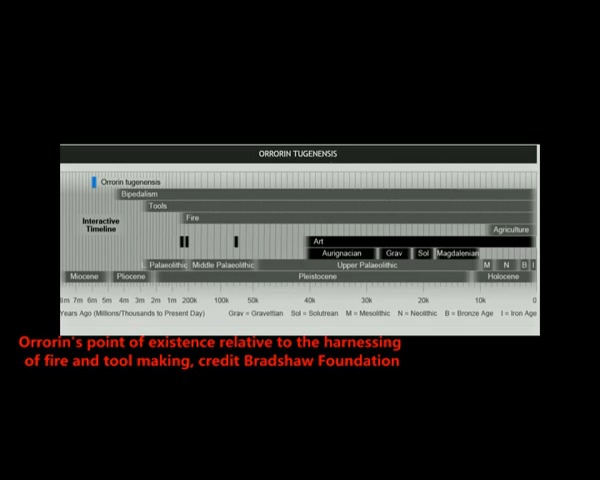 ORRORIN TUGENENSIS
Orrorin tugenensis
Bipedalism
Tools
Interactive
Timeline
Fire
Agriculture
Art
Aurignacian Grav Sol Magdalenian
L. Palaeolithic Middle Palaeolithic Upper Palaeolithic M N B I
Miocene Pliocene Pleistocene Holocene
8m 7m 6m 5m 4m 3m 2m 1m 200k 100k 50k 40k 30k 20k 10k 0
Years Ago (Millions/Thousands to Present Day) Grav = Gravettian Sol = Solutrean M = Mesolithic N = Neolithic B = Bronze Age I = Iron Age
Orrorin's point of existence relative to the harnessing
of fire and tool making, credit Bradshaw Foundation